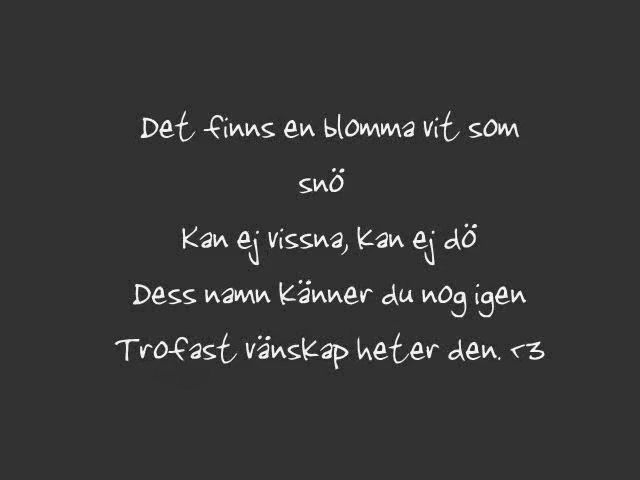 Det finns en blomma vit som
snö
Kan ej vissna, kan ej dö
Dess namn känner du nog igen
Trofast vänskap heter den. <3